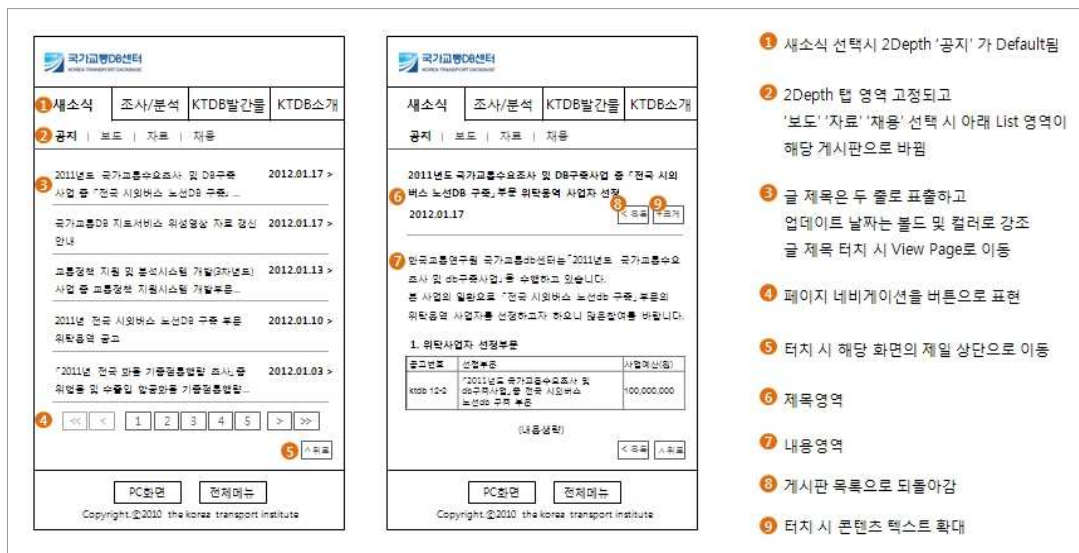 국가교통DB센터
KOREA TRANSPORT DATABASE
1 새소식 조사/분석 KTDB발간물 KTDB소개
2 공지 | 보도 | 자료 | 채용
3 2011년도 국가교통수요조사 및 DB구축 2012.01.17 >
사업 중 「전국 시외버스 노선DB 구축」...
국가교통DB 지도서비스 위성영상 자료 갱신 2012.01.17 >
안내
교통정책 지원 및 분석시스템 개발(3차년도) 2012.01.13 >
사업 중 교통정책 지원시스템 개발부문...
2011년 전국 시외버스 노선DB 구축 부문 2012.01.10 >
위탁용역 공고
「2011년 전국 화물 기종점통행량 조사」중 2012.01.03 >
위험물 및 수출입 항공화물 기종점통행량...
4 << < 1 2 3 4 5 > >>
5 ∧위로
PC화면 전체메뉴
Copyright.ⓒ2010 the korea transport institute
국가교통DB센터
KOREA TRANSPORT DATABASE
새소식 조사/분석 KTDB발간물 KTDB소개
공지 | 보도 | 자료 | 채용
2011년도 국가교통수요조사 및 DB구축사업 중 「전국 시외
6 버스 노선DB 구축」부문 위탁용역 사업자 선정
2012.01.17 8 < 목록 9 +크게
7 한국교통연구원 국가교통db센터는「2011년도 국가교통수요
조사 및 db구축사업」을 수행하고 있습니다.
본 사업의 일환으로 「전국 시외버스 노선db 구축」부문의
위탁용역 사업자를 선정하고자 하오니 많은참여를 바랍니다.
1. 위탁사업자 선정부문
공고번호 선정부문 사업예산(원)
ktdb 12-2 「2011년도 국가교통수요조사 및 100,000,000
db구축사업」중 전국 시외버스
노선db 구축 부문
(내용생략)
< 목록 ∧위로
PC화면 전체메뉴
Copyright.ⓒ2010 the korea transport institute
1 새소식 선택시 2Depth '공지' 가 Default됨
2 2Depth 탭 영역 고정되고
'보도' '자료' '채용' 선택 시 아래 List 영역이
해당 게시판으로 바뀜
3 글 제목은 두 줄로 표출하고
업데이트 날짜는 볼드 및 컬러로 강조
글 제목 터치 시 View Page로 이동
4 페이지 네비게이션을 버튼으로 표현
5 터치 시 해당 화면의 제일 상단으로 이동
6 제목영역
7 내용영역
8 게시판 목록으로 되돌아감
9 터치 시 콘텐츠 텍스트 확대